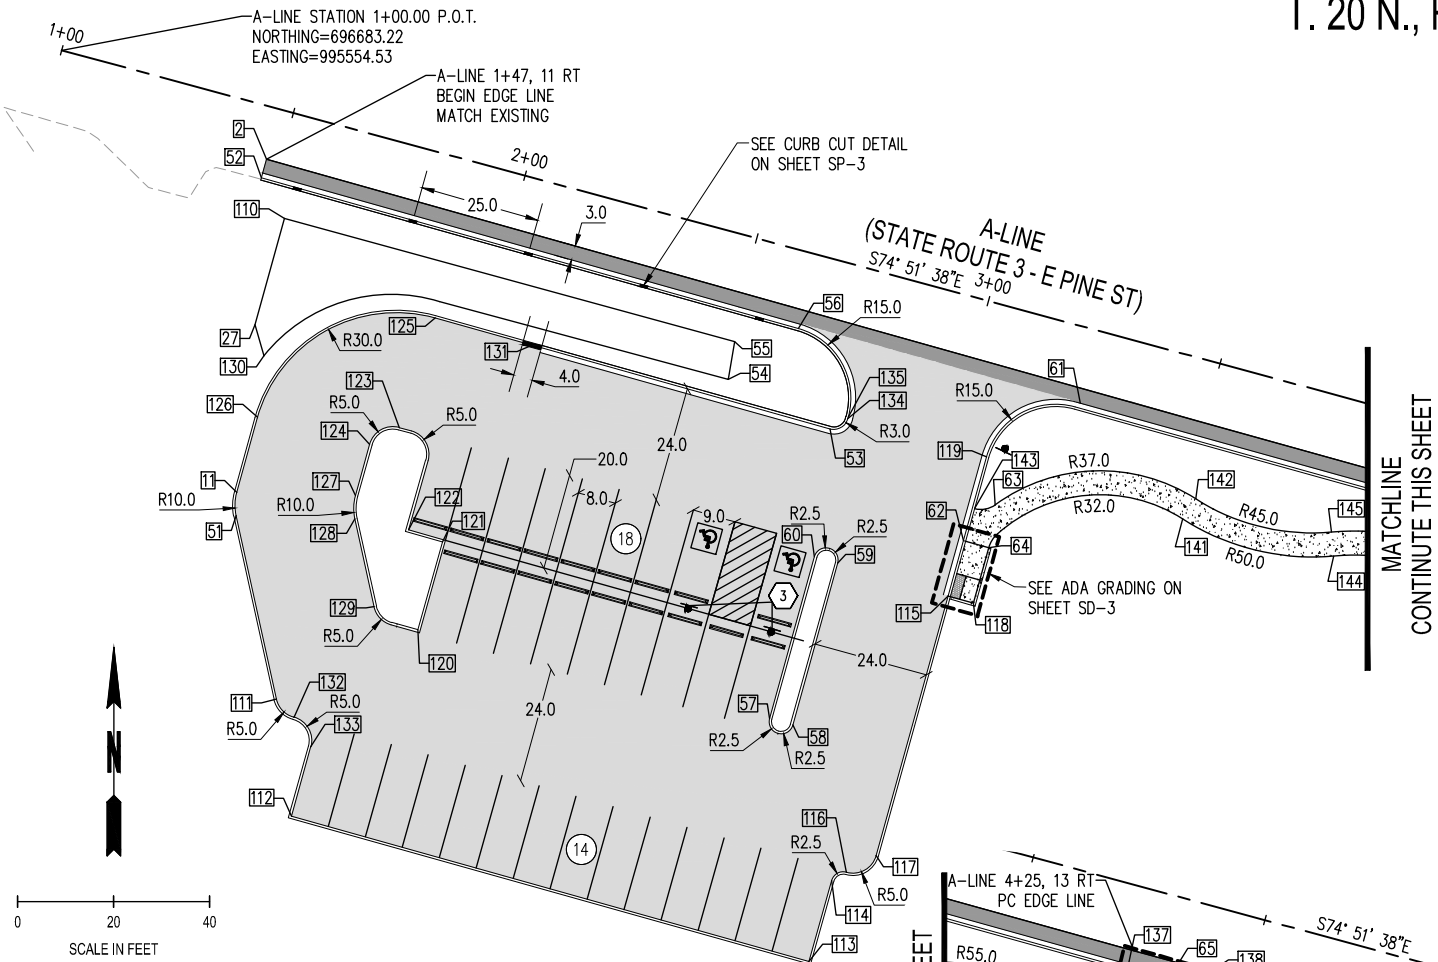 T. 20 N.,
1+00
A-LINE STATION 1+00.00 P.O.T.
NORTHING=696683.22
EASTING=995554.53
A-LINE 1+47, 11 RT
BEGIN EDGE LINE
MATCH EXISTING
2
52
2+00
SEE CURB CUT DETAIL
ON SHEET SP-3
110
25.0
3.0
A-LINE
(STATE ROUTE 3 - E PINE ST)
S74° 51' 38"E 3+00
56
R15.0
27
130
R30.0
125
131
55
54
4.0
61
135
134
R3.0
53
R15.0
123
R5.0
R5.0
124
126
24.0
119
143
63
R37.0
R32.0
142
141
R45.0
R50.0
145
144
MATCHLINE
CONTINUTE THIS SHEET
20.0
8.0
11
R10.0
51
127
R10.0
128
122
121
18
9.0
R2.5
R2.5
60
59
62
64
3
SEE ADA GRADING ON
SHEET SD-3
115
118
129
R5.0
120
24.0
24.0
57
58
R2.5
R2.5
111
132
R5.0
R5.0
133
N
112
14
116
R2.5
117
R5.0
114
113
0 20 40
SCALE IN FEET
A-LINE 4+25, 13 RT
PC EDGE LINE
S74° 51' 38"E
137
65
138
R55.0
EET